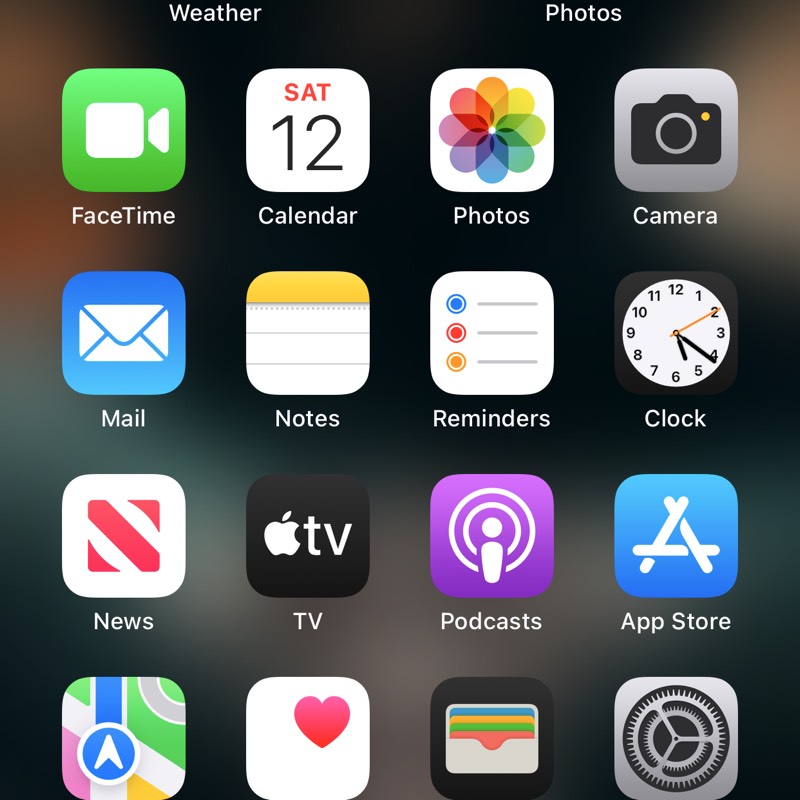 Weather Photos
SAT
12
FaceTime Calendar Photos Camera
12
11 1
10 2
9 3
8 4
7 5
6
Mail Notes Reminders Clock
tv
News TV Podcasts App Store